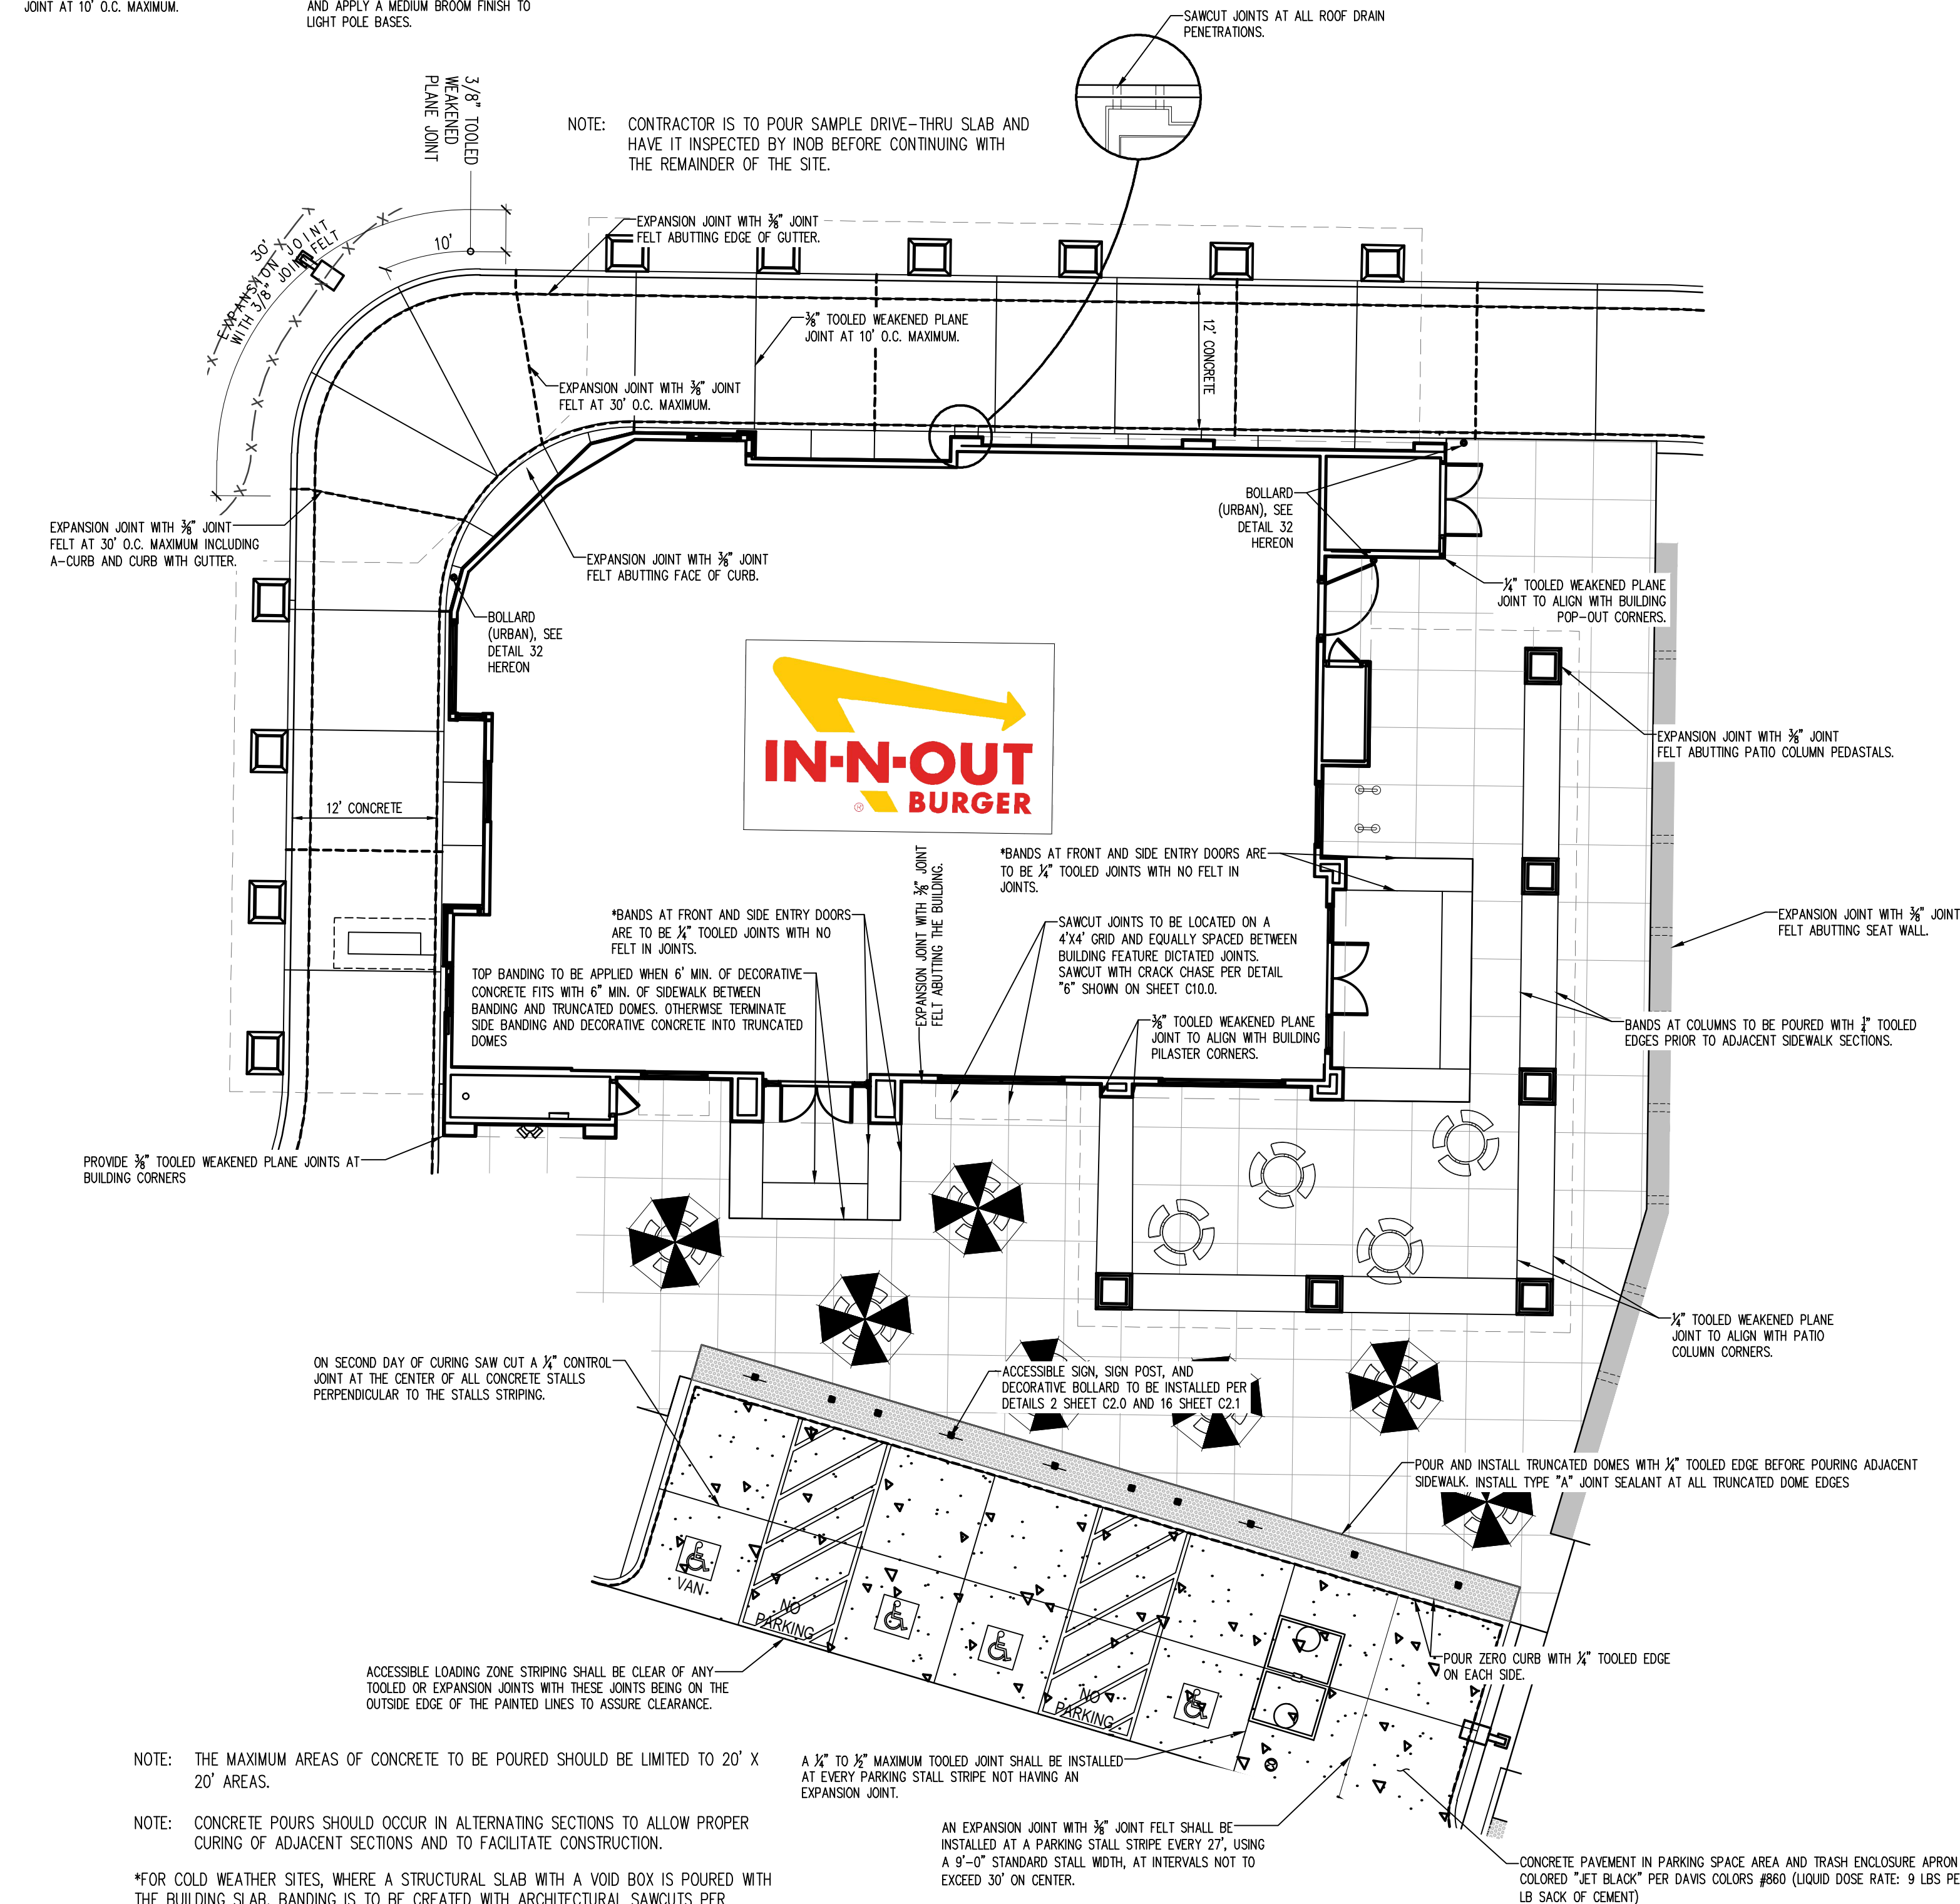 JOINT AT 10' O.C. MAXIMUM.
AND APPLY A MEDIUM BROOM FINISH TO
LIGHT POLE BASES.
SAWCUT JOINTS AT ALL ROOF DRAIN
PENETRATIONS.
3/8" TOOLED
WEAKENED
PLANE JOINT
NOTE: CONTRACTOR IS TO POUR SAMPLE DRIVE-THRU SLAB AND
HAVE IT INSPECTED BY INOB BEFORE CONTINUING WITH
THE REMAINDER OF THE SITE.
30'
EXPANSION JOINT
WITH 3/8" JOINT FELT
10'
EXPANSION JOINT WITH ⅜" JOINT
FELT ABUTTING EDGE OF GUTTER.
⅜" TOOLED WEAKENED PLANE
JOINT AT 10' O.C. MAXIMUM.
12' CONCRETE
EXPANSION JOINT WITH ⅜" JOINT
FELT AT 30' O.C. MAXIMUM.
EXPANSION JOINT WITH ⅜" JOINT
FELT AT 30' O.C. MAXIMUM INCLUDING
A-CURB AND CURB WITH GUTTER.
EXPANSION JOINT WITH ⅜" JOINT
FELT ABUTTING FACE OF CURB.
BOLLARD
(URBAN), SEE
DETAIL 32
HEREON
BOLLARD
(URBAN), SEE
DETAIL 32
HEREON
¼" TOOLED WEAKENED PLANE
JOINT TO ALIGN WITH BUILDING
POP-OUT CORNERS.
IN-N-OUT
® BURGER
EXPANSION JOINT WITH ⅜" JOINT
FELT ABUTTING PATIO COLUMN PEDASTALS.
12' CONCRETE
*BANDS AT FRONT AND SIDE ENTRY DOORS ARE
TO BE ¼" TOOLED JOINTS WITH NO FELT IN
JOINTS.
EXPANSION JOINT WITH ⅜" JOINT
FELT ABUTTING THE BUILDING.
*BANDS AT FRONT AND SIDE ENTRY DOORS
ARE TO BE ¼" TOOLED JOINTS WITH NO
FELT IN JOINTS.
SAWCUT JOINTS TO BE LOCATED ON A
4'X4' GRID AND EQUALLY SPACED BETWEEN
BUILDING FEATURE DICTATED JOINTS.
SAWCUT WITH CRACK CHASE PER DETAIL
"6" SHOWN ON SHEET C10.0.
EXPANSION JOINT WITH ⅜" JOINT
FELT ABUTTING SEAT WALL.
TOP BANDING TO BE APPLIED WHEN 6' MIN. OF DECORATIVE
CONCRETE FITS WITH 6" MIN. OF SIDEWALK BETWEEN
BANDING AND TRUNCATED DOMES. OTHERWISE TERMINATE
SIDE BANDING AND DECORATIVE CONCRETE INTO TRUNCATED
DOMES
⅜" TOOLED WEAKENED PLANE
JOINT TO ALIGN WITH BUILDING
PILASTER CORNERS.
BANDS AT COLUMNS TO BE POURED WITH ¼" TOOLED
EDGES PRIOR TO ADJACENT SIDEWALK SECTIONS.
PROVIDE ⅜" TOOLED WEAKENED PLANE JOINTS AT
BUILDING CORNERS
¼" TOOLED WEAKENED PLANE
JOINT TO ALIGN WITH PATIO
COLUMN CORNERS.
ON SECOND DAY OF CURING SAW CUT A ¼" CONTROL
JOINT AT THE CENTER OF ALL CONCRETE STALLS
PERPENDICULAR TO THE STALLS STRIPING.
ACCESSIBLE SIGN, SIGN POST, AND
DECORATIVE BOLLARD TO BE INSTALLED PER
DETAILS 2 SHEET C2.0 AND 16 SHEET C2.1
POUR AND INSTALL TRUNCATED DOMES WITH ¼" TOOLED EDGE BEFORE POURING ADJACENT
SIDEWALK. INSTALL TYPE "A" JOINT SEALANT AT ALL TRUNCATED DOME EDGES
VAN
NO
PARKING
NO
PARKING
POUR ZERO CURB WITH ¼" TOOLED EDGE
ON EACH SIDE.
ACCESSIBLE LOADING ZONE STRIPING SHALL BE CLEAR OF ANY
TOOLED OR EXPANSION JOINTS WITH THESE JOINTS BEING ON THE
OUTSIDE EDGE OF THE PAINTED LINES TO ASSURE CLEARANCE.
A ¼" TO ½" MAXIMUM TOOLED JOINT SHALL BE INSTALLED
AT EVERY PARKING STALL STRIPE NOT HAVING AN
EXPANSION JOINT.
NOTE: THE MAXIMUM AREAS OF CONCRETE TO BE POURED SHOULD BE LIMITED TO 20' X
20' AREAS.
NOTE: CONCRETE POURS SHOULD OCCUR IN ALTERNATING SECTIONS TO ALLOW PROPER
CURING OF ADJACENT SECTIONS AND TO FACILITATE CONSTRUCTION.
AN EXPANSION JOINT WITH ⅜" JOINT FELT SHALL BE
INSTALLED AT A PARKING STALL STRIPE EVERY 27', USING
A 9'-0" STANDARD STALL WIDTH, AT INTERVALS NOT TO
EXCEED 30' ON CENTER.
CONCRETE PAVEMENT IN PARKING SPACE AREA AND TRASH ENCLOSURE APRON
COLORED "JET BLACK" PER DAVIS COLORS #860 (LIQUID DOSE RATE: 9 LBS PE
LB SACK OF CEMENT)
*FOR COLD WEATHER SITES, WHERE A STRUCTURAL SLAB WITH A VOID BOX IS POURED WITH
THE BUILDING SLAB, BANDING IS TO BE CREATED WITH ARCHITECTURAL SAWCUTS PER